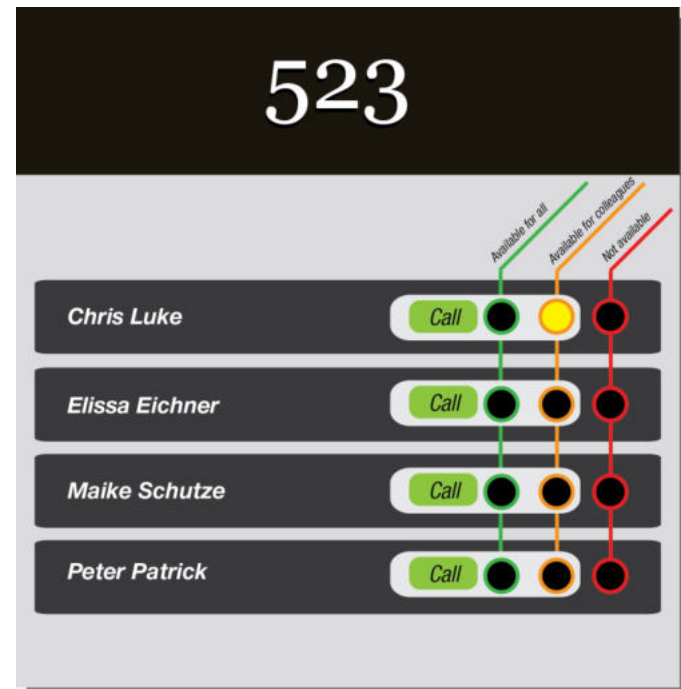 523
Available for all
Available for colleagues
Not available
Chris Luke Call
Elissa Eichner Call
Maike Schutze Call
Peter Patrick Call